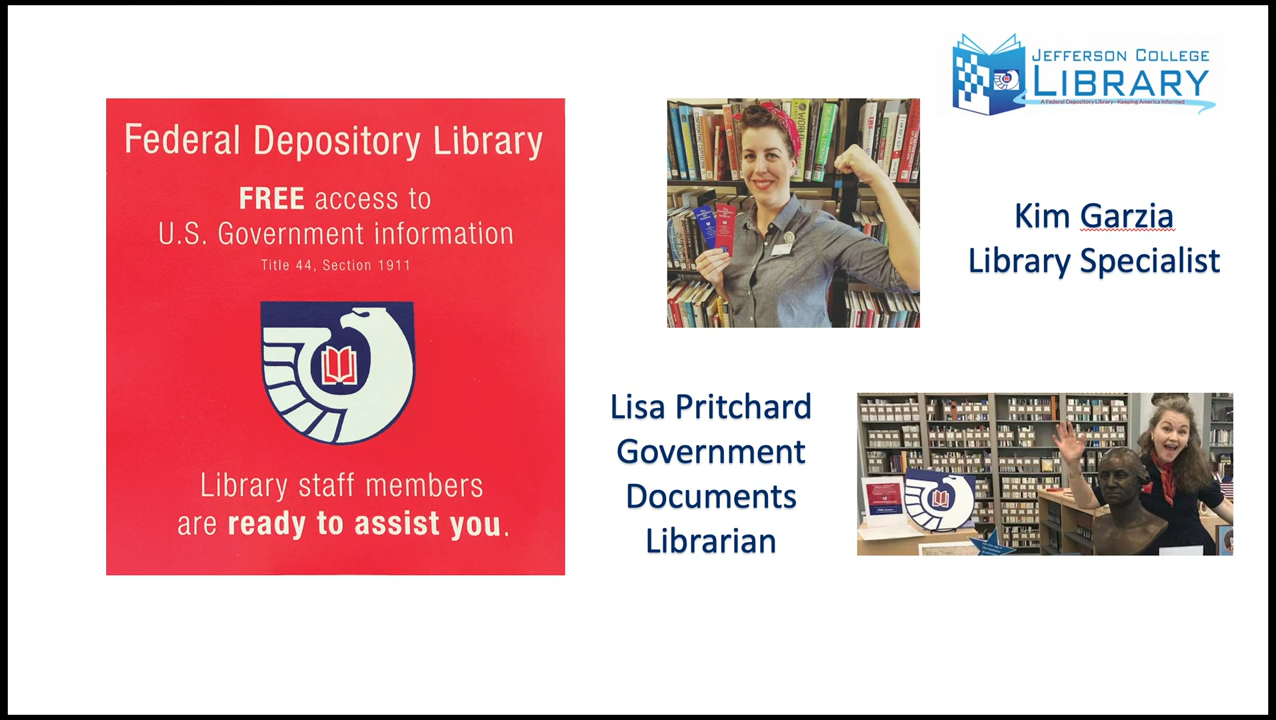 Federal Depository Library
FREE access to
U.S. Government information
Title 44, Section 1911
Library staff members
are ready to assist you.
JEFFERSON COLLEGE
LIBRARY
A Federal Depository Library - Keeping America Informed
Kim Garzia
Library Specialist
Lisa Pritchard
Government
Documents
Librarian